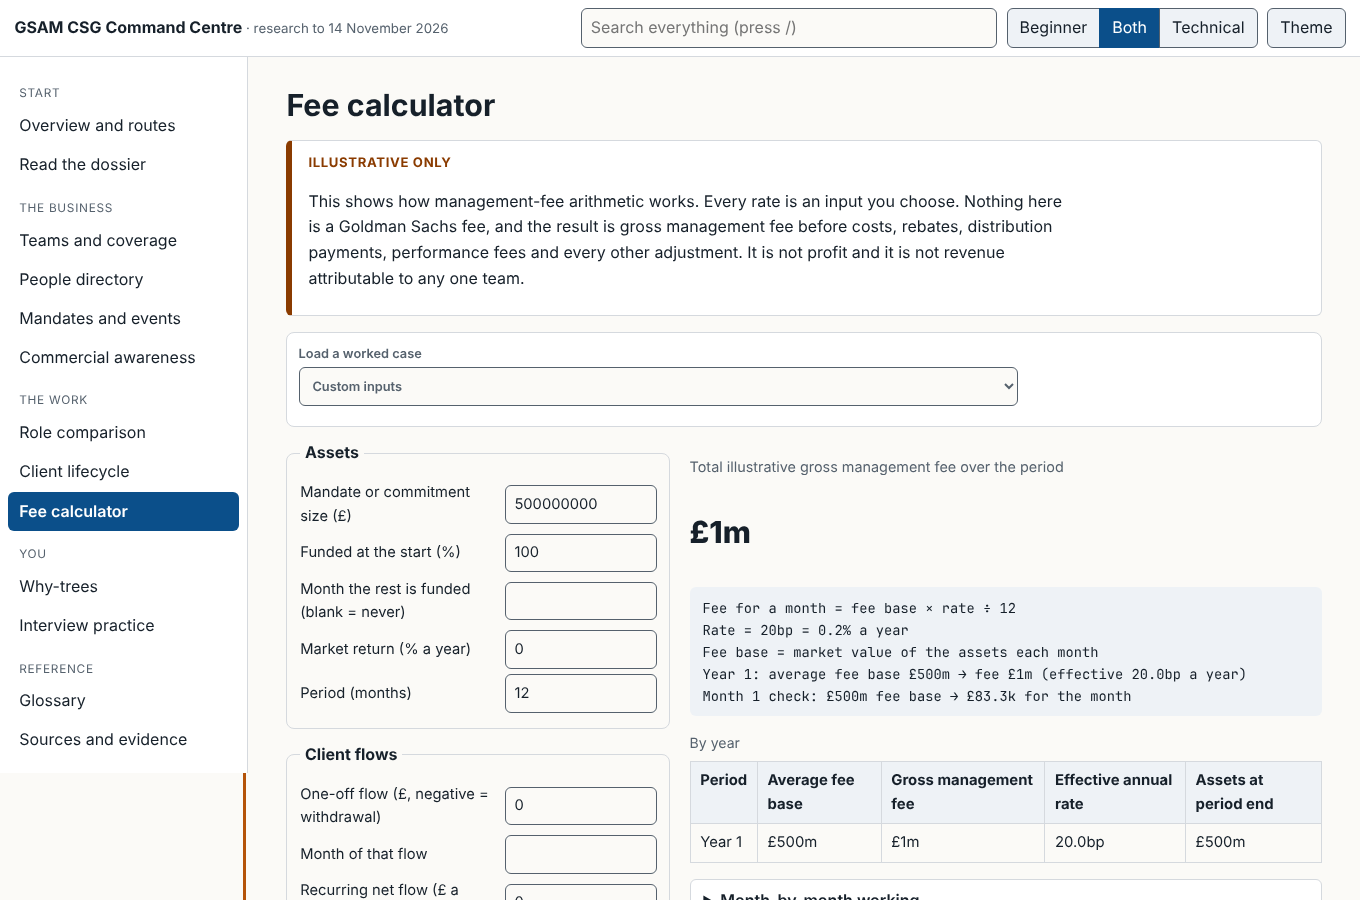 GSAM CSG Command Centre · research to 14 November 2026
Search everything (press /)
Beginner
Both
Technical
Theme
START
Overview and routes
Read the dossier
THE BUSINESS
Teams and coverage
People directory
Mandates and events
Commercial awareness
THE WORK
Role comparison
Client lifecycle
Fee calculator
YOU
Why-trees
Interview practice
REFERENCE
Glossary
Sources and evidence
Fee calculator
ILLUSTRATIVE ONLY
This shows how management-fee arithmetic works. Every rate is an input you choose. Nothing here
is a Goldman Sachs fee, and the result is gross management fee before costs, rebates, distribution
payments, performance fees and every other adjustment. It is not profit and it is not revenue
attributable to any one team.
Load a worked case
Custom inputs
Assets
Mandate or commitment
size (£)
500000000
Funded at the start (%)
100
Month the rest is funded
(blank = never)
Market return (% a year)
0
Period (months)
12
Client flows
One-off flow (£, negative =
withdrawal)
0
Month of that flow
Recurring net flow (£ a
Total illustrative gross management fee over the period
£1m
Fee for a month = fee base × rate ÷ 12
Rate = 20bp = 0.2% a year
Fee base = market value of the assets each month
Year 1: average fee base £500m → fee £1m (effective 20.0bp a year)
Month 1 check: £500m fee base → £83.3k for the month
By year
Period
Average fee
base
Gross management
fee
Effective annual
rate
Assets at
period end
Year 1
£500m
£1m
20.0bp
£500m
Month-by-month working